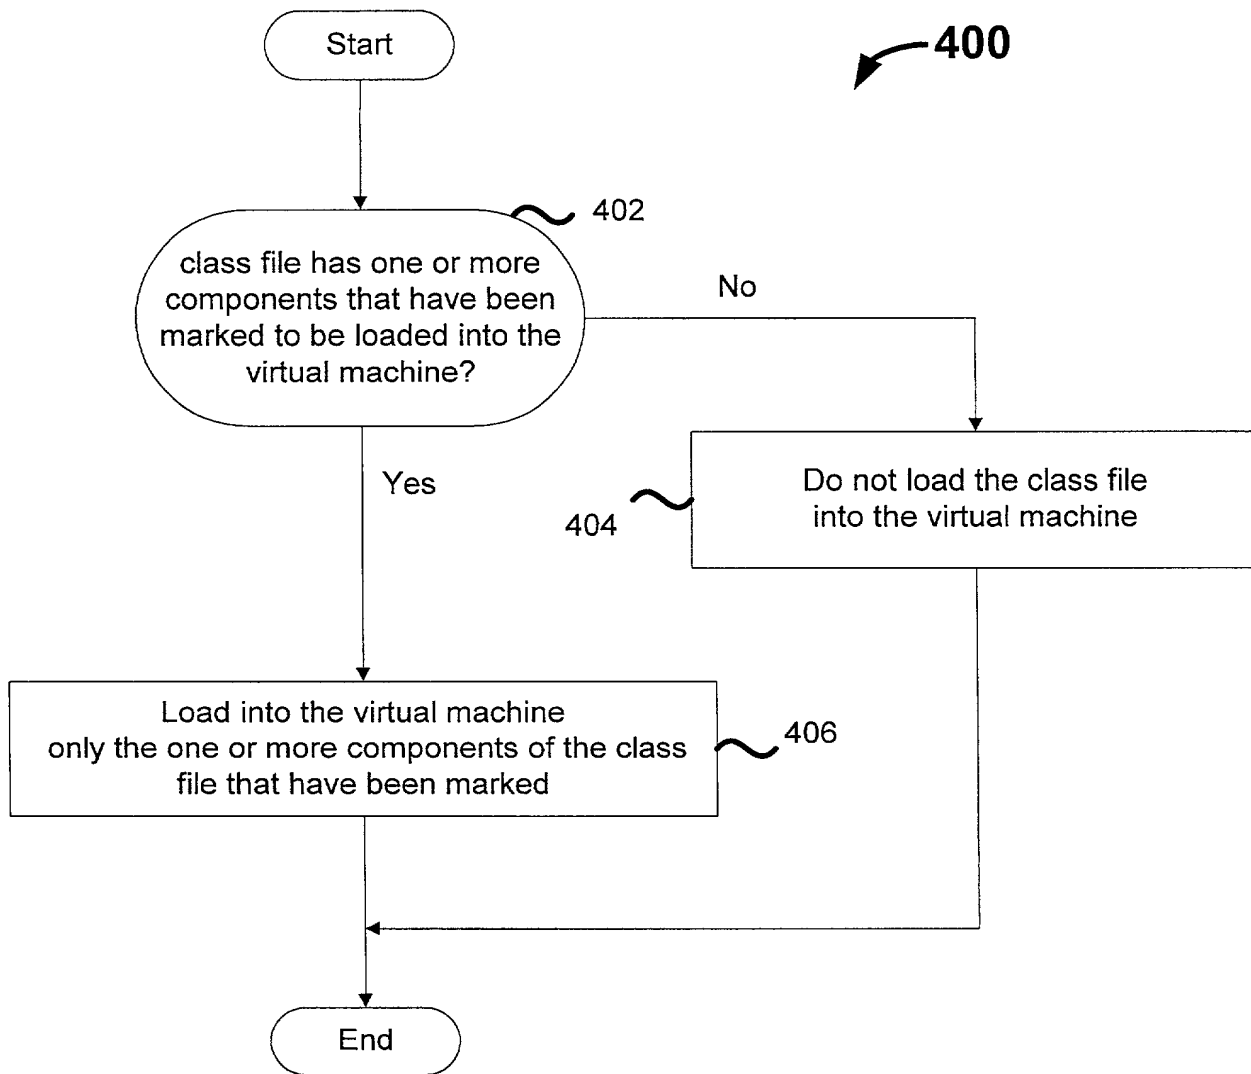 Start
400
402
class file has one or more
components that have been
marked to be loaded into the
virtual machine?
No
Yes
Do not load the class file
into the virtual machine
404
Load into the virtual machine
only the one or more components of the class
file that have been marked
406
End